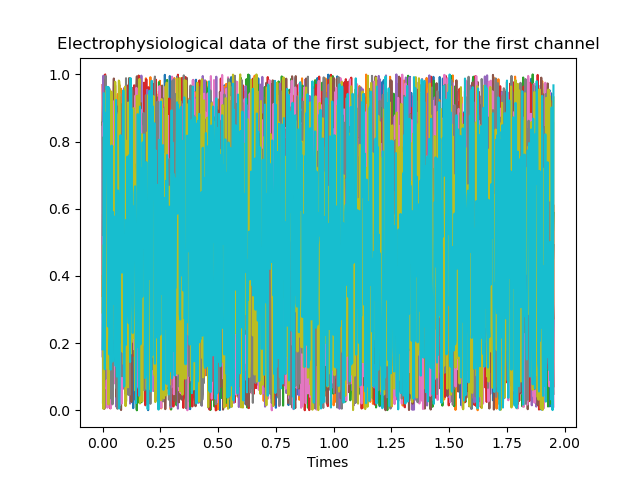 Electrophysiological data of the first subject, for the first channel
1.0
0.8
0.6
0.4
0.2
0.0
0.00 0.25 0.50 0.75 1.00 1.25 1.50 1.75 2.00
Times